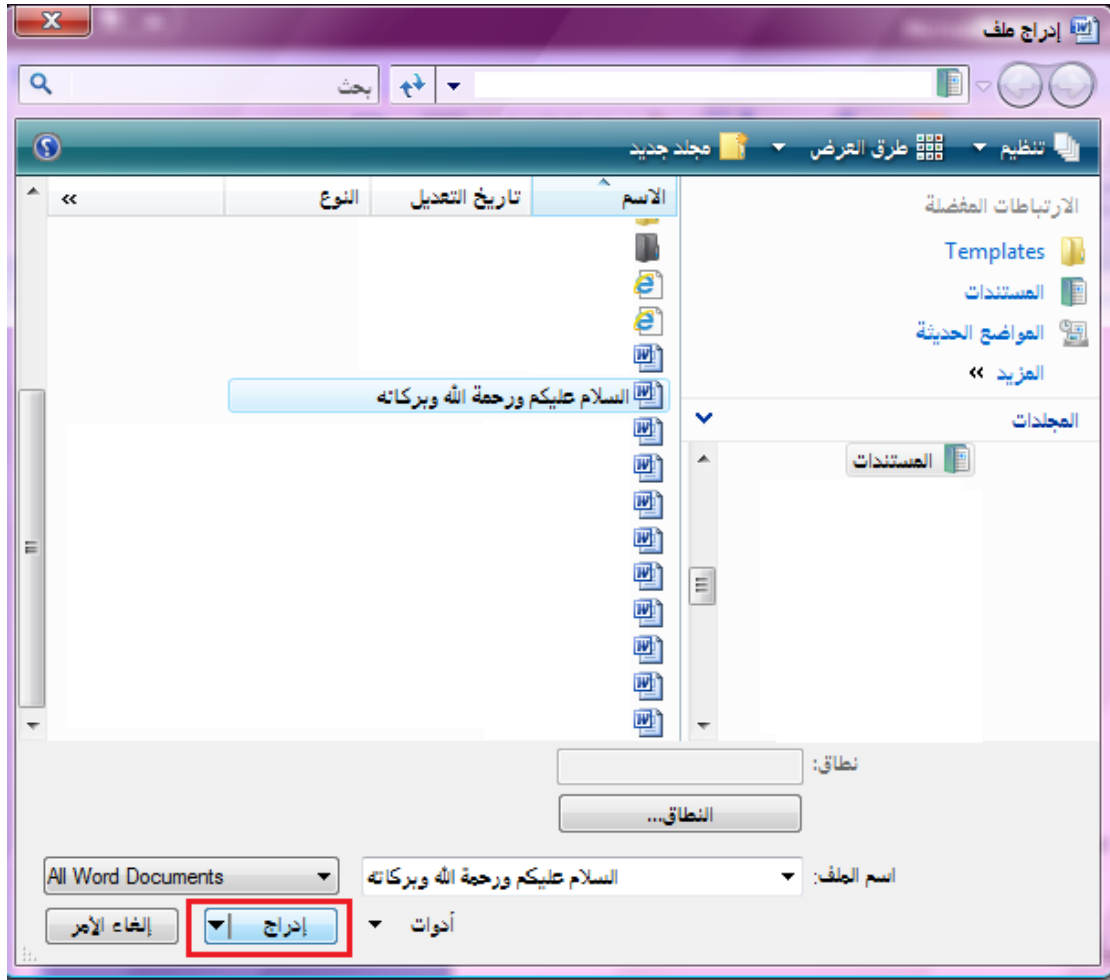 إدراج ملف
بحث
تنظيم طرق العرض مجلد جديد
الارتباطات المفضلة
Templates
المستندات
المواضع الحديثة
المزيد »
المجلدات
المستندات
الاسم تاريخ التعديل النوع »
السلام عليكم ورحمة الله وبركاته
نطاق:
النطاق...
اسم الملف: السلام عليكم ورحمة الله وبركاته All Word Documents
أدوات إدراج إلغاء الأمر